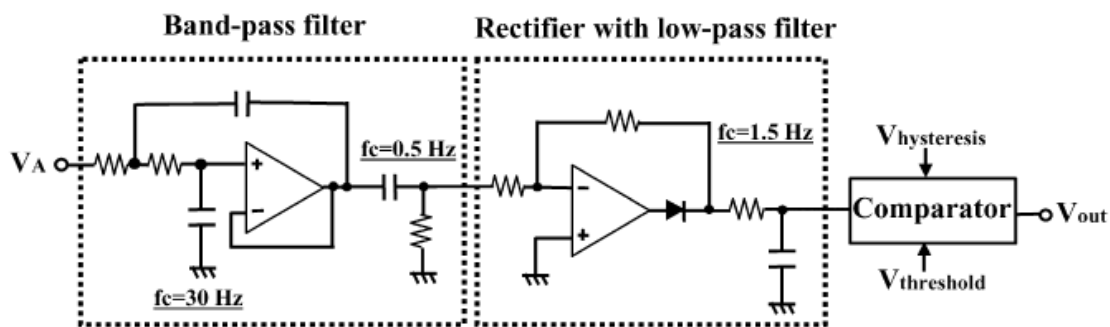 Band-pass filter
Rectifier with low-pass filter
VA
+
−
fc=30 Hz
fc=0.5 Hz
−
+
fc=1.5 Hz
Vhysteresis
Comparator
Vthreshold
Vout